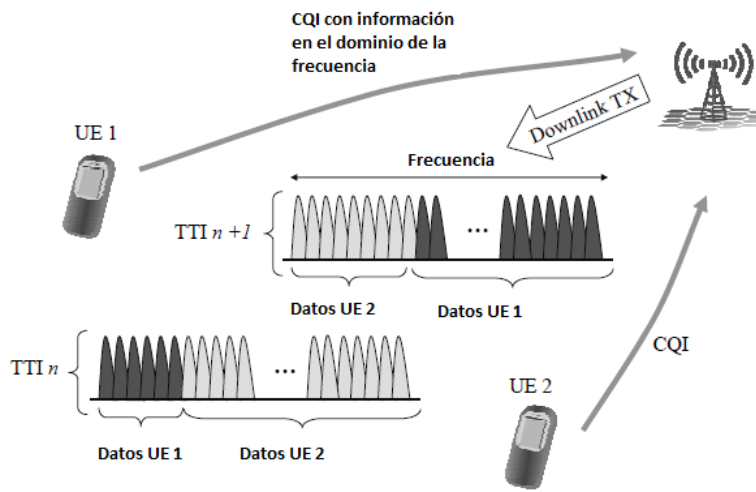 CQI con información
en el dominio de la
frecuencia
UE 1
Downlink TX
Frecuencia
TTI n +1
...
Datos UE 2
Datos UE 1
TTI n
...
CQI
UE 2
Datos UE 1
Datos UE 2